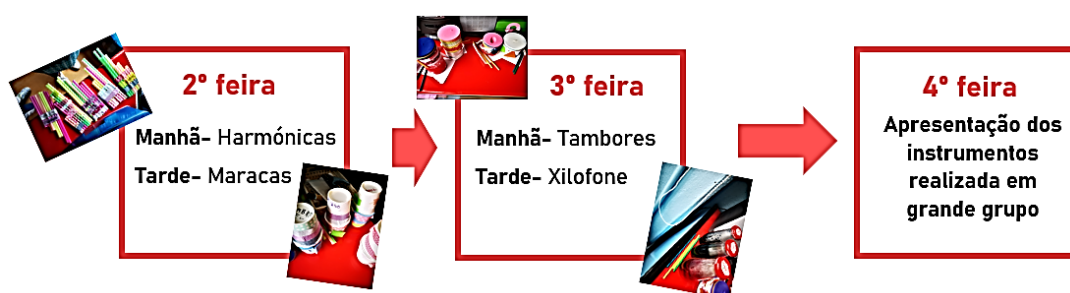 2º feira
Manhã- Harmónicas
Tarde- Maracas
3º feira
Manhã- Tambores
Tarde- Xilofone
4º feira
Apresentação dos
instrumentos
realizada em
grande grupo